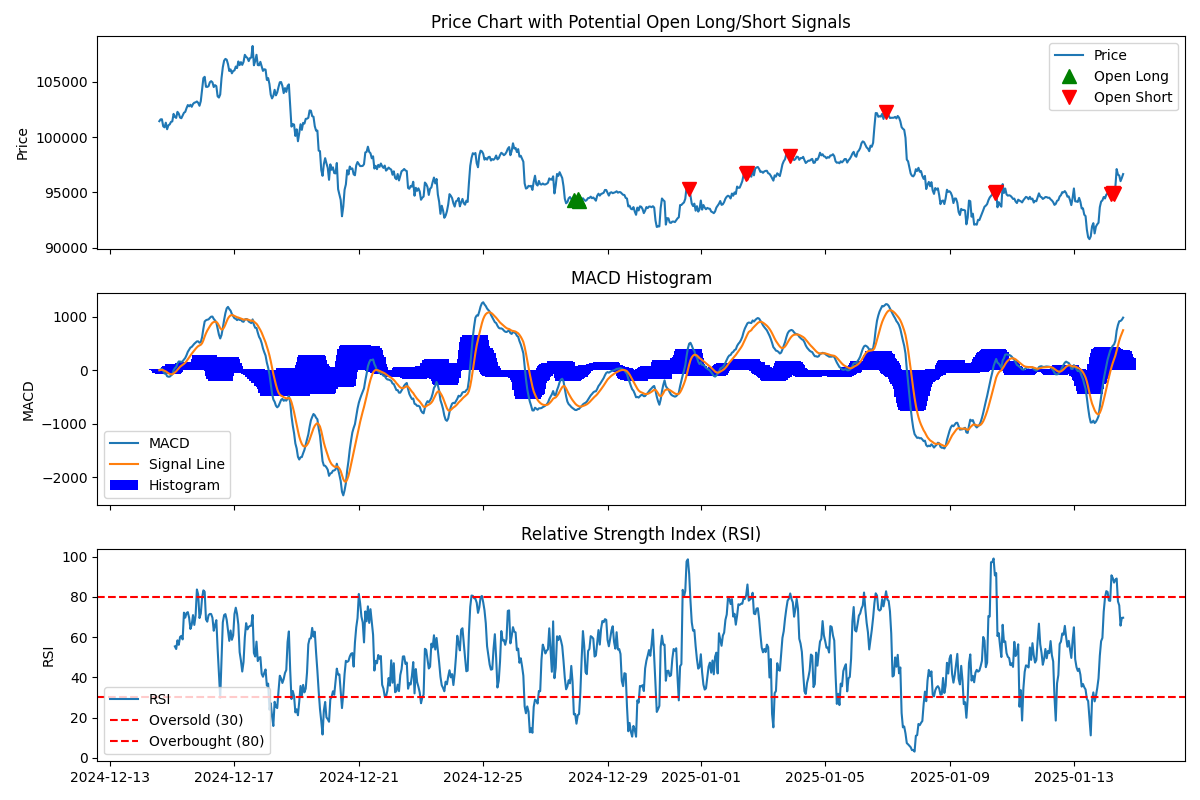 Price Chart with Potential Open Long/Short Signals
Price
105000
100000
95000
90000
Price
Open Long
Open Short
MACD Histogram
MACD
1000
0
−1000
−2000
MACD
Signal Line
Histogram
Relative Strength Index (RSI)
RSI
100
80
60
40
20
0
RSI
Oversold (30)
Overbought (80)
2024-12-13
2024-12-17
2024-12-21
2024-12-25
2024-12-29
2025-01-01
2025-01-05
2025-01-09
2025-01-13